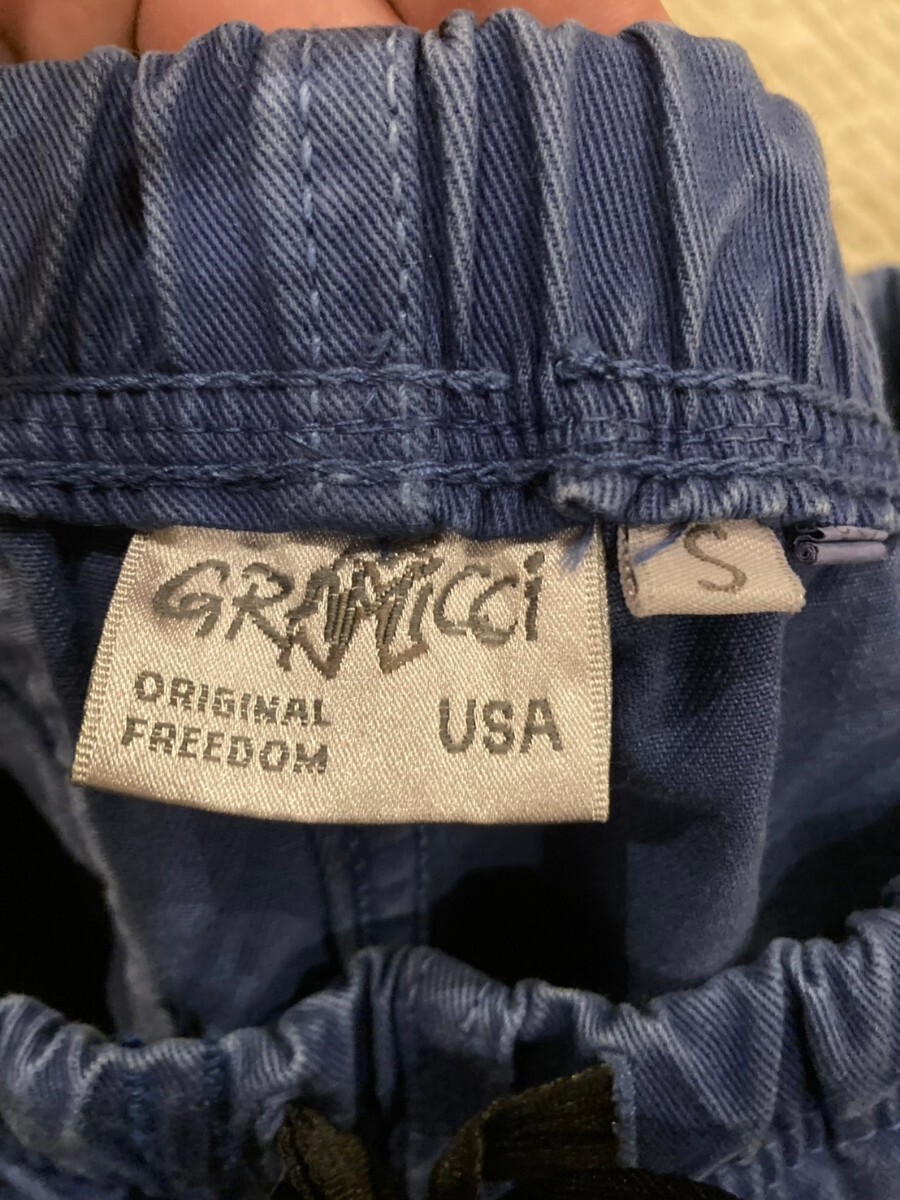 GRAMICCi
ORIGINAL
FREEDOM
USA
S